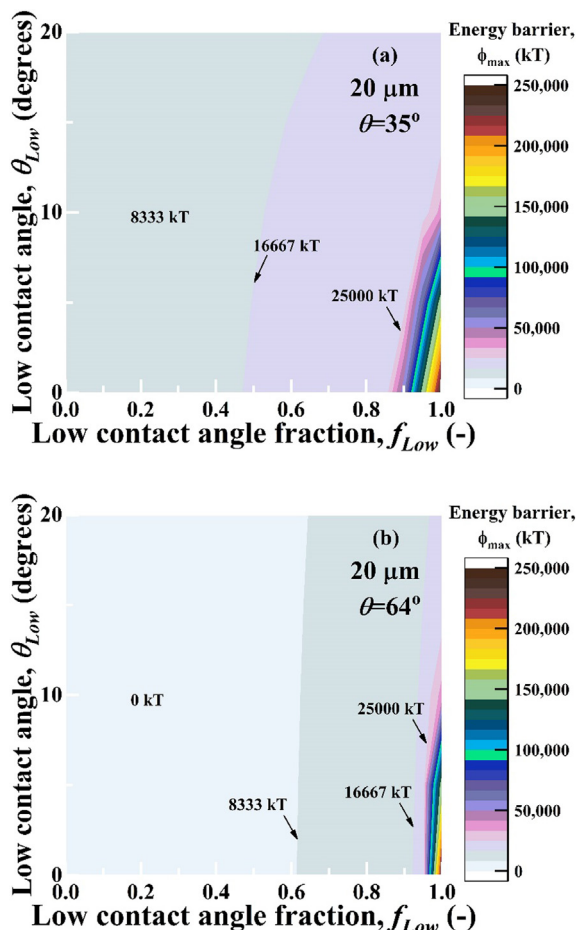 Energy barrier,
ϕmax (kT)
(a)
20 μm
θ=35º
250,000
200,000
150,000
100,000
50,000
0
20
10
0
Low contact angle, θLow (degrees)
8333 kT
16667 kT
25000 kT
0.0 0.2 0.4 0.6 0.8 1.0
Low contact angle fraction, fLow (-)
Energy barrier,
ϕmax (kT)
(b)
20 μm
θ=64º
250,000
200,000
150,000
100,000
50,000
0
20
10
0
Low contact angle, θLow (degrees)
0 kT
25000 kT
8333 kT
16667 kT
0.0 0.2 0.4 0.6 0.8 1.0
Low contact angle fraction, fLow (-)